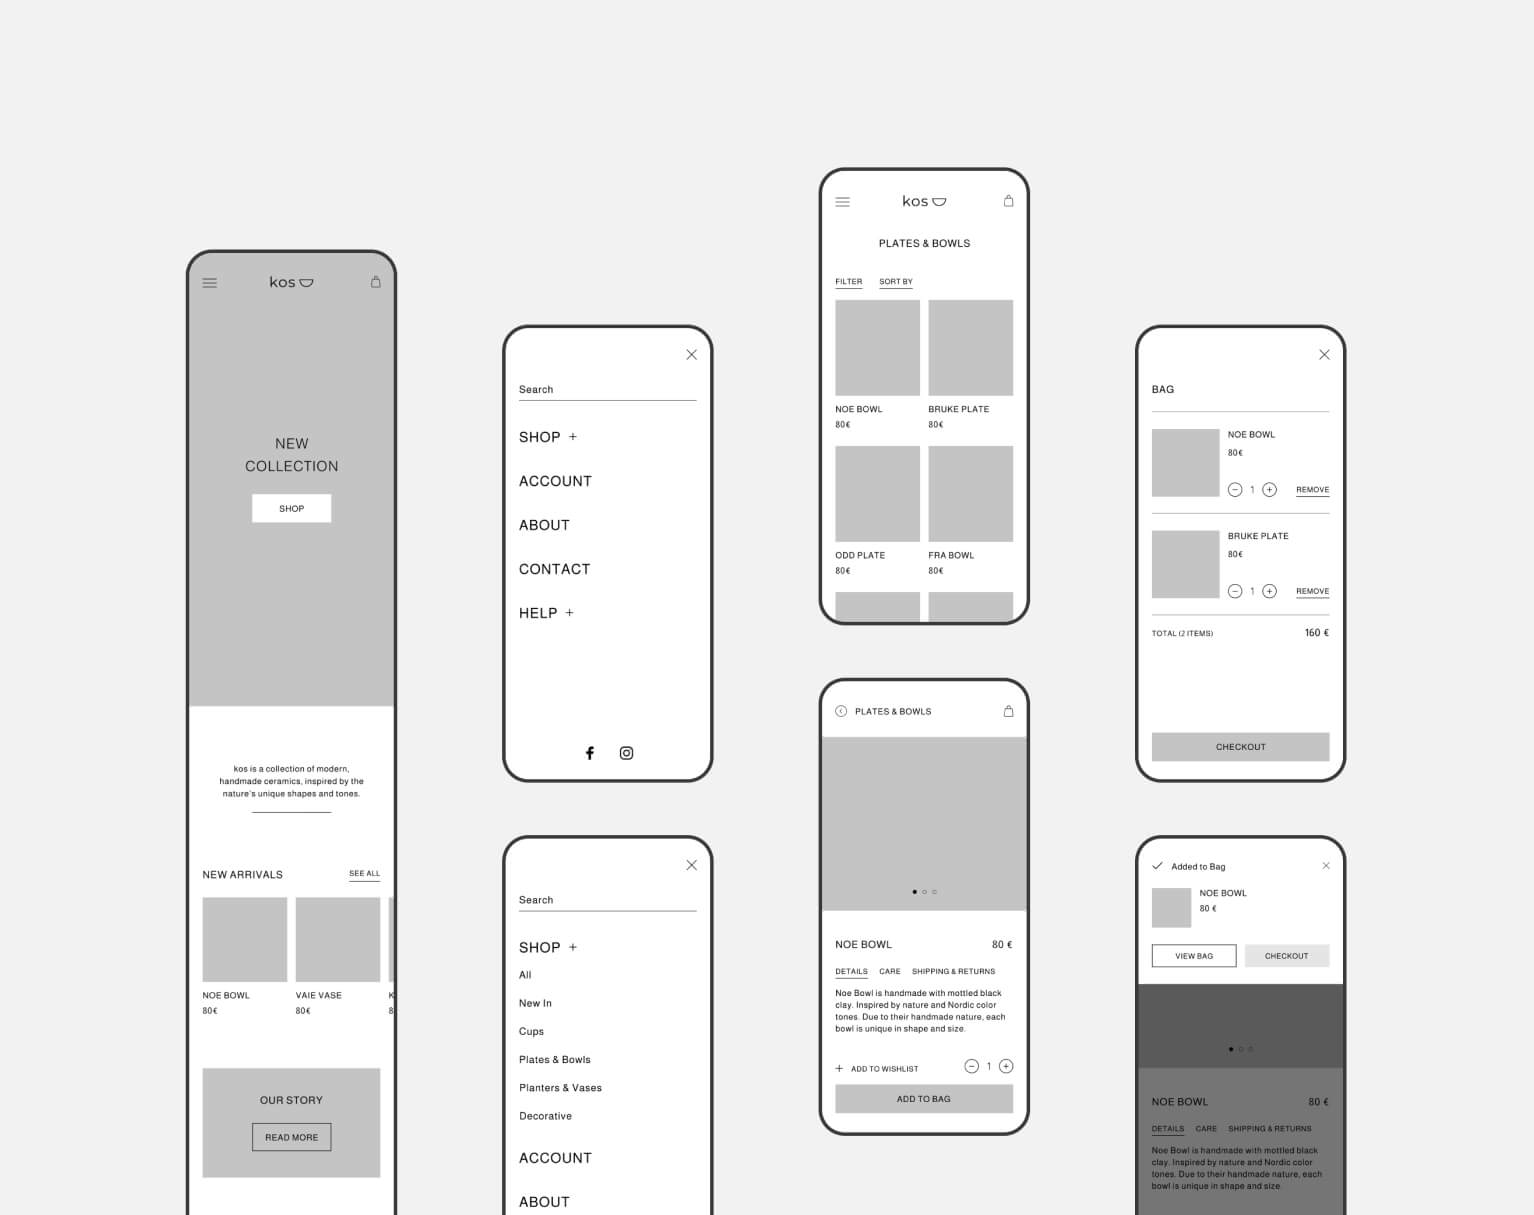 kos
NEW
COLLECTION
SHOP
kos is a collection of modern,
handmade ceramics, inspired by the
nature's unique shapes and tones.
NEW ARRIVALS
SEE ALL
NOE BOWL
80€
VAIE VASE
80€
K
8
OUR STORY
READ MORE
Search
SHOP +
ACCOUNT
ABOUT
CONTACT
HELP +
Search
SHOP +
All
New In
Cups
Plates & Bowls
Planters & Vases
Decorative
ACCOUNT
ABOUT
kos
PLATES & BOWLS
FILTER
SORT BY
NOE BOWL
80€
BRUKE PLATE
80€
ODD PLATE
80€
FRA BOWL
80€
PLATES & BOWLS
NOE BOWL
80 €
DETAILS
CARE
SHIPPING & RETURNS
Noe Bowl is handmade with mottled black
clay. Inspired by nature and Nordic color
tones. Due to their handmade nature, each
bowl is unique in shape and size.
+ ADD TO WISHLIST
− 1 +
ADD TO BAG
BAG
NOE BOWL
80€
− 1 +
REMOVE
BRUKE PLATE
80€
− 1 +
REMOVE
TOTAL (2 ITEMS)
160 €
CHECKOUT
Added to Bag
NOE BOWL
80 €
VIEW BAG
CHECKOUT
NOE BOWL
80 €
DETAILS
CARE
SHIPPING & RETURNS
Noe Bowl is handmade with mottled black
clay. Inspired by nature and Nordic color
tones. Due to their handmade nature, each
bowl is unique in shape and size.